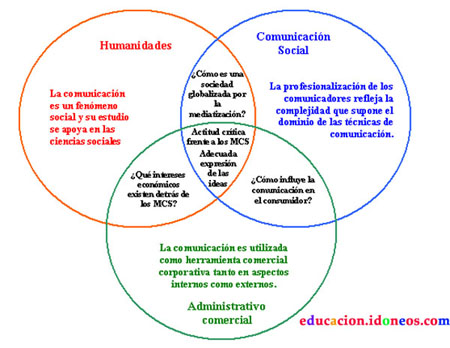 Humanidades
Comunicación
Social
La comunicación
es un fenómeno
social y su estudio
se apoya en las
ciencias sociales
¿Cómo es una
sociedad
globalizada por
la
mediatización?
La profesionalización de los
comunicadores refleja la
complejidad que supone el
dominio de las técnicas de
comunicación.
Actitud crítica
frente a los MCS
Adecuada
expresión
de las
ideas
¿Qué intereses
económicos
existen detrás de
los MCS?
¿Cómo influye la
comunicación en
el consumidor?
La comunicación es utilizada
como herramienta comercial
corporativa tanto en aspectos
internos como externos.
Administrativo
comercial
educacion.idoneos.com